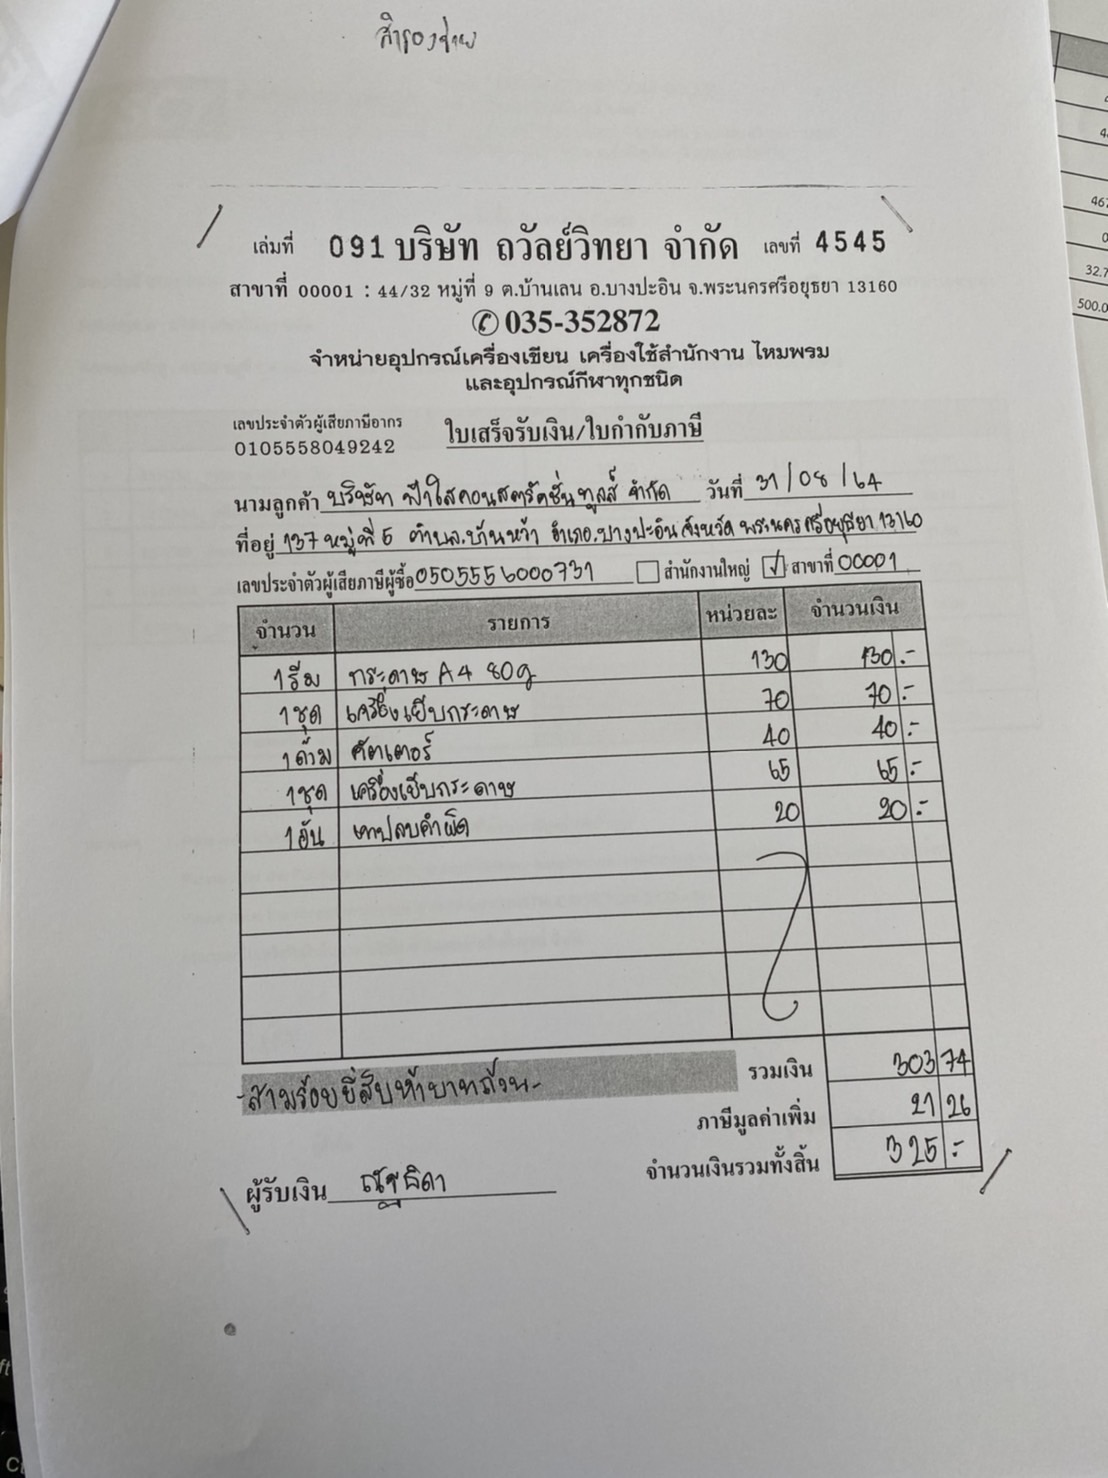 สำรองจ่าย
เล่มที่ 091 บริษัท ถวัลย์วิทยา จำกัด เลขที่ 4545
สาขาที่ 00001 : 44/32 หมู่ที่ 9 ต.บ้านเลน อ.บางปะอิน จ.พระนครศรีอยุธยา 13160
✆ 035-352872
จำหน่ายอุปกรณ์เครื่องเขียน เครื่องใช้สำนักงาน ไหมพรม
และอุปกรณ์กีฬาทุกชนิด
เลขประจำตัวผู้เสียภาษีอากร
0105558049242
ใบเสร็จรับเงิน/ใบกำกับภาษี
นามลูกค้า บริษัท ฟ้าใสคอนสตรัคชั่นทูลส์ จำกัด วันที่ 31/08/64
ที่อยู่ 137 หมู่ที่ 5 ตำบล.บ้านหว้า อำเภอ.บางปะอิน จังหวัด พระนครศรีอยุธยา 13160
เลขประจำตัวผู้เสียภาษีผู้ซื้อ 0505556000731 สำนักงานใหญ่ ✓ สาขาที่ 00001
จำนวน รายการ หน่วยละ จำนวนเงิน
1รีม กระดาษ A4 80g 130 130.-
1ชุด เครื่องเย็บกระดาษ 70 70.-
1ด้าม คัตเตอร์ 40 40.-
1ชุด เครื่องเย็บกระดาษ 65 65.-
1อัน เทปลบคำผิด 20 20.-
รวมเงิน 303 74
-สามร้อยยี่สิบห้าบาทถ้วน-
ภาษีมูลค่าเพิ่ม 21 26
จำนวนเงินรวมทั้งสิ้น 325.-
ผู้รับเงิน ณัฐธิดา
467
32.7
500.0